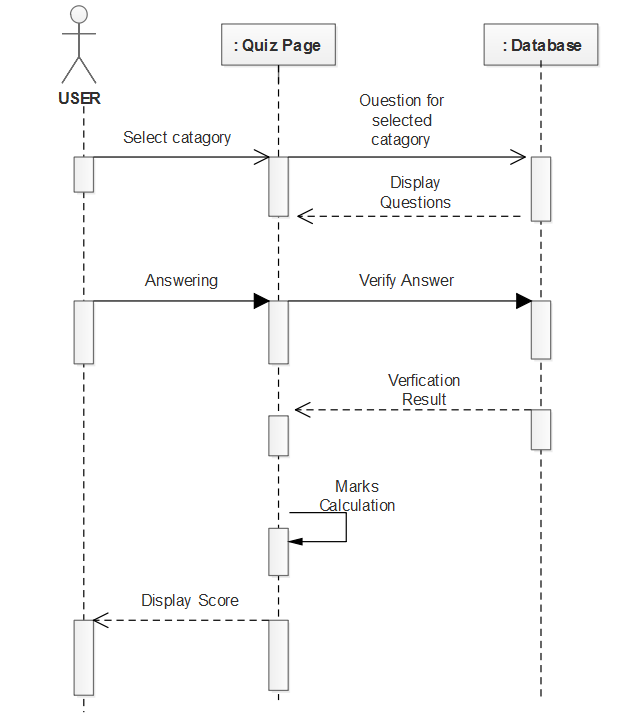 USER
: Quiz Page
: Database
Select catagory
Ouestion for
selected
catagory
Display
Questions
Answering
Verify Answer
Verfication
Result
Marks
Calculation
Display Score